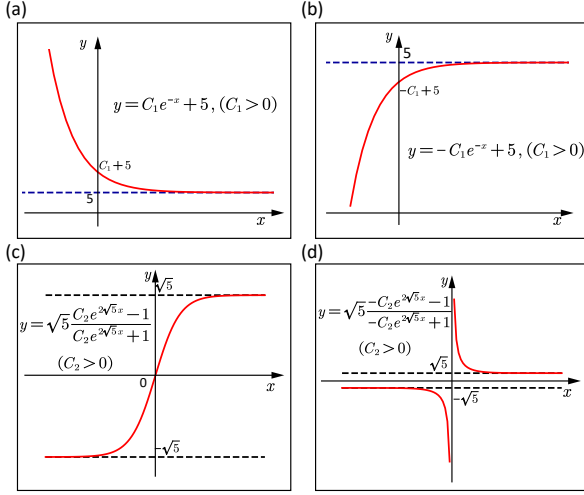 (a)
y
y = C₁e⁻ˣ + 5 , (C₁ > 0)
C₁ + 5
5
x
(b)
y
5
−C₁ + 5
y = −C₁e⁻ˣ + 5 , (C₁ > 0)
x
(c)
y
√5
y = √5 (C₂e^{2√5x} − 1)/(C₂e^{2√5x} + 1)
(C₂ > 0)
0
x
−√5
(d)
y
y = √5 (−C₂e^{2√5x} − 1)/(−C₂e^{2√5x} + 1)
(C₂ > 0)
√5
x
−√5